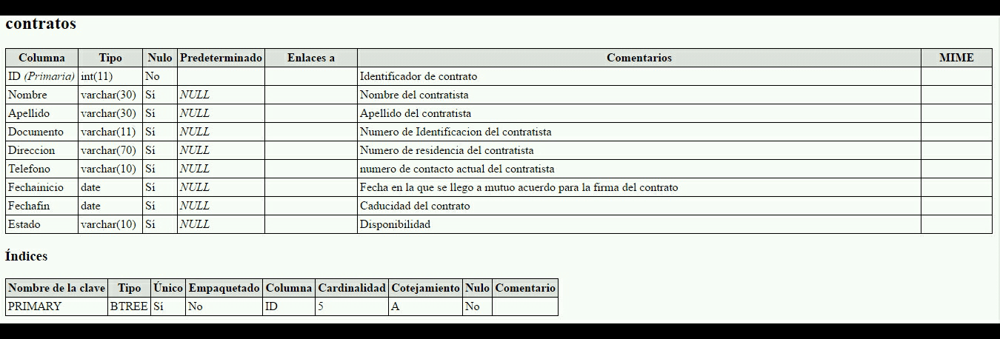 contratos
Columna Tipo Nulo Predeterminado Enlaces a Comentarios MIME
ID (Primaria) int(11) No Identificador de contrato
Nombre varchar(30) Sí NULL Nombre del contratista
Apellido varchar(30) Sí NULL Apellido del contratista
Documento varchar(11) Sí NULL Numero de Identificacion del contratista
Direccion varchar(70) Sí NULL Numero de residencia del contratista
Telefono varchar(10) Sí NULL numero de contacto actual del contratista
Fechainicio date Sí NULL Fecha en la que se llego a mutuo acuerdo para la firma del contrato
Fechafin date Sí NULL Caducidad del contrato
Estado varchar(10) Sí NULL Disponibilidad
Índices
Nombre de la clave Tipo Único Empaquetado Columna Cardinalidad Cotejamiento Nulo Comentario
PRIMARY BTREE Sí No ID 5 A No